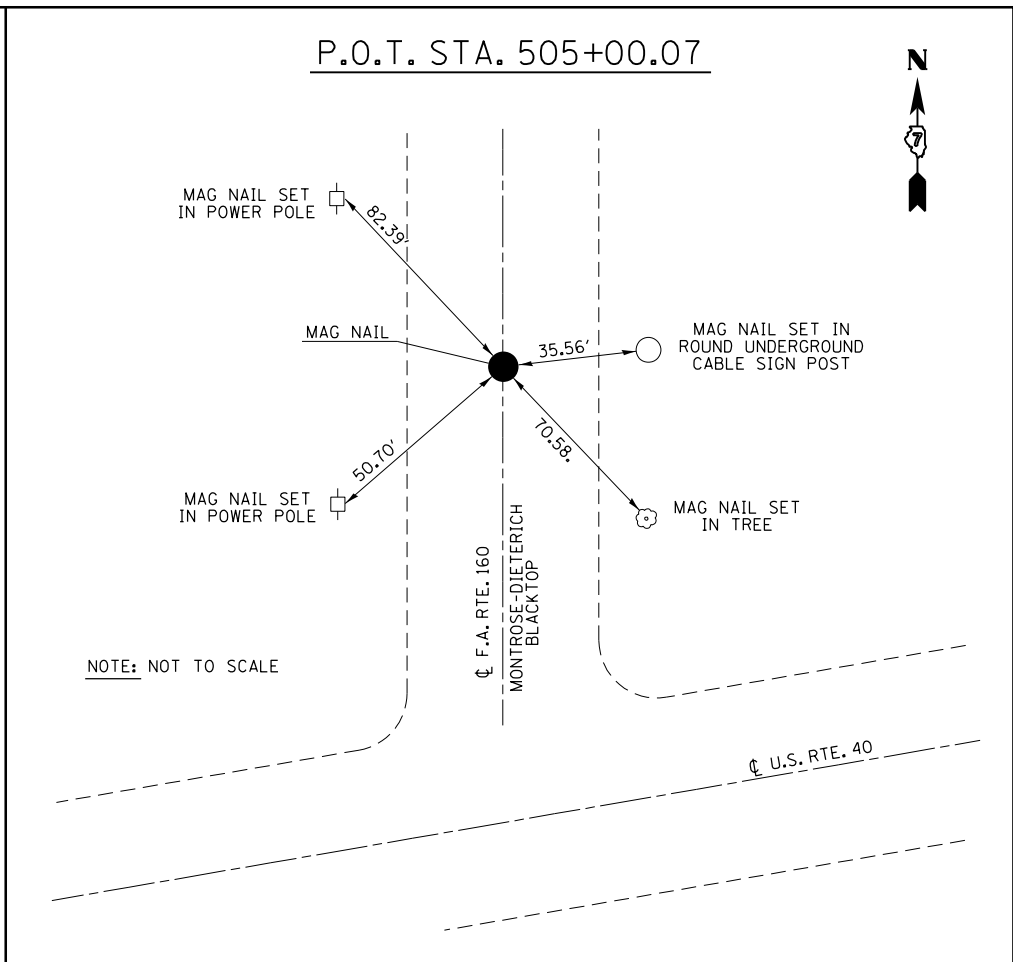 P.O.T. STA. 505+00.07
N
7
MAG NAIL SET
IN POWER POLE
82.39'
MAG NAIL
35.56'
MAG NAIL SET IN
ROUND UNDERGROUND
CABLE SIGN POST
50.70'
70.58.
MAG NAIL SET
IN POWER POLE
MAG NAIL SET
IN TREE
℄ F.A. RTE. 160
MONTROSE-DIETERICH
BLACKTOP
NOTE: NOT TO SCALE
℄ U.S. RTE. 40